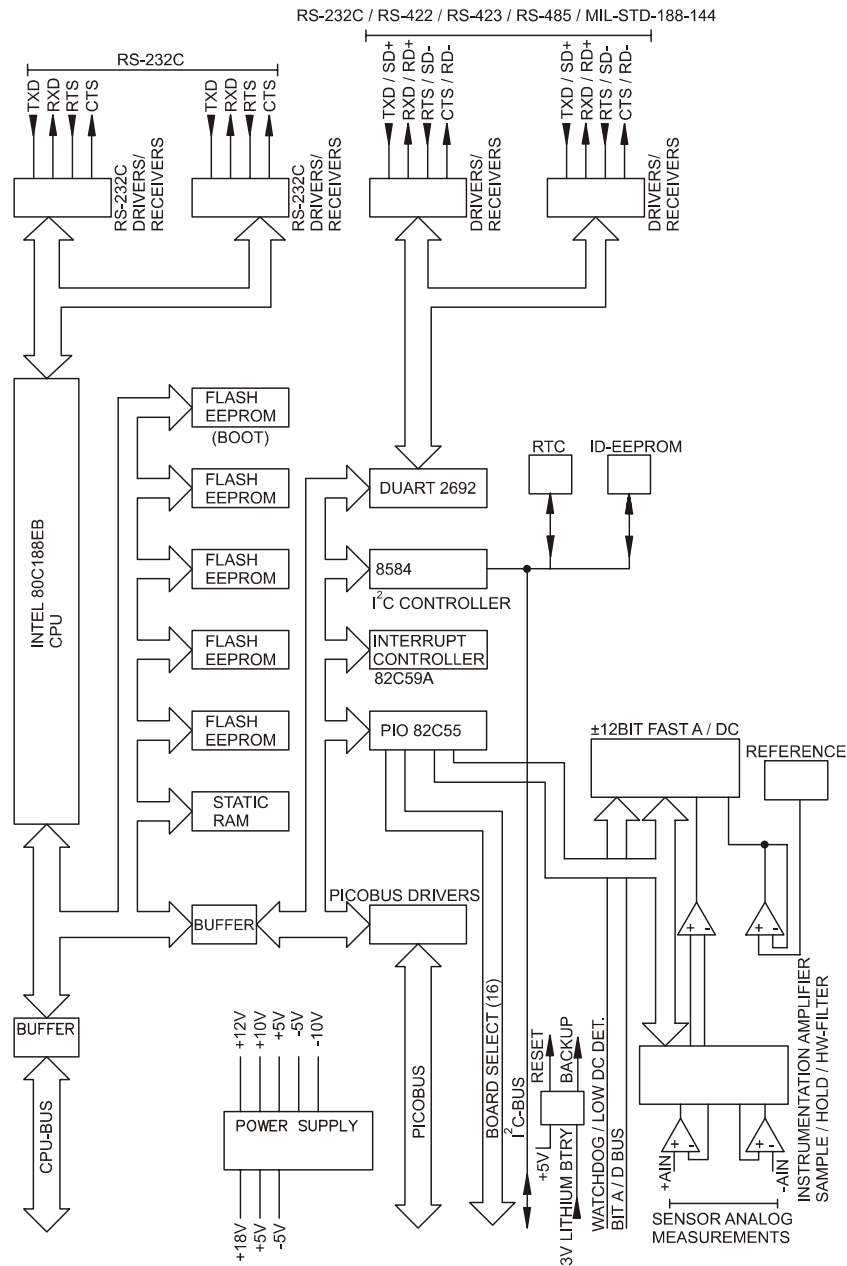 RS-232C / RS-422 / RS-423 / RS-485 / MIL-STD-188-144
RS-232C
TXD
RXD
RTS
CTS
TXD
RXD
RTS
CTS
TXD / SD+
RXD / RD+
RTS / SD-
CTS / RD-
TXD / SD+
RXD / RD+
RTS / SD-
CTS / RD-
RS-232C
DRIVERS/
RECEIVERS
RS-232C
DRIVERS/
RECEIVERS
DRIVERS/
RECEIVERS
DRIVERS/
RECEIVERS
INTEL 80C188EB
CPU
FLASH
EEPROM
(BOOT)
FLASH
EEPROM
FLASH
EEPROM
FLASH
EEPROM
FLASH
EEPROM
STATIC
RAM
BUFFER
DUART 2692
8584
I²C CONTROLLER
INTERRUPT
CONTROLLER
82C59A
PIO 82C55
PICOBUS DRIVERS
RTC
ID-EEPROM
±12BIT FAST A / DC
REFERENCE
+ -
+ -
BUFFER
CPU-BUS
+12V
+10V
+5V
-5V
-10V
POWER SUPPLY
+18V
+5V
-5V
PICOBUS
BOARD SELECT (16)
I²C-BUS
RESET
BACKUP
+5V
3V LITHIUM BTRY
WATCHDOG / LOW DC DET.
BIT A / D BUS
+ -
+ -
+AIN
-AIN
SENSOR ANALOG
MEASUREMENTS
INSTRUMENTATION AMPLIFIER
SAMPLE / HOLD / HW-FILTER